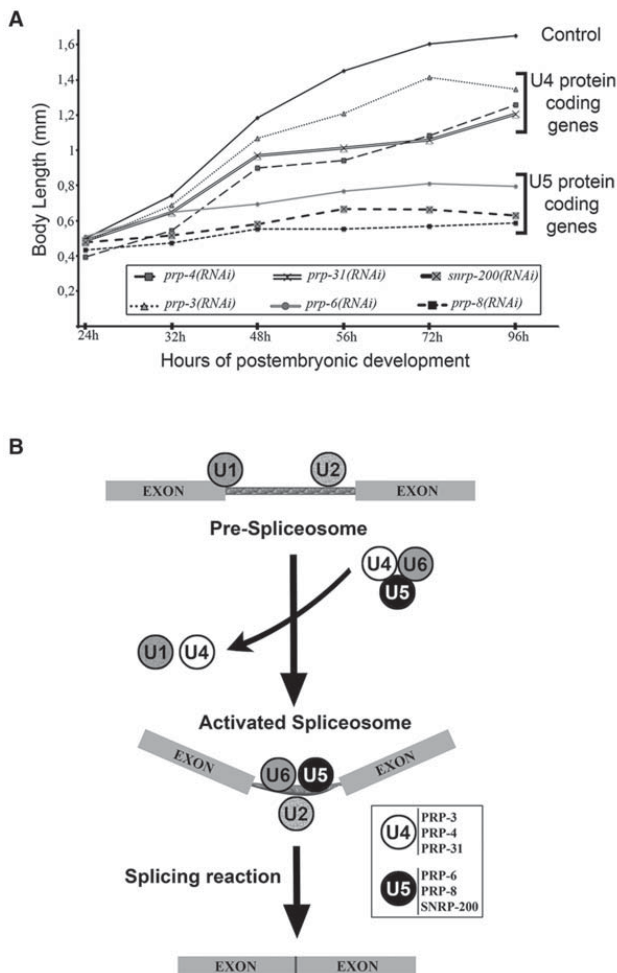 A
Body Length (mm)
1,6
1,4
1,2
1,0
0,8
0,6
0,4
0,2
Control
U4 protein
coding
genes
U5 protein
coding
genes
prp-4(RNAi) prp-31(RNAi) snrp-200(RNAi)
prp-3(RNAi) prp-6(RNAi) prp-8(RNAi)
24h 32h 48h 56h 72h 96h
Hours of postembryonic development
B
U1 U2
EXON EXON
Pre-Spliceosome
U4 U6
U5
U1 U4
Activated Spliceosome
EXON EXON
U6 U5
U2
U4 PRP-3
PRP-4
PRP-31
Splicing reaction
U5 PRP-6
PRP-8
SNRP-200
EXON EXON